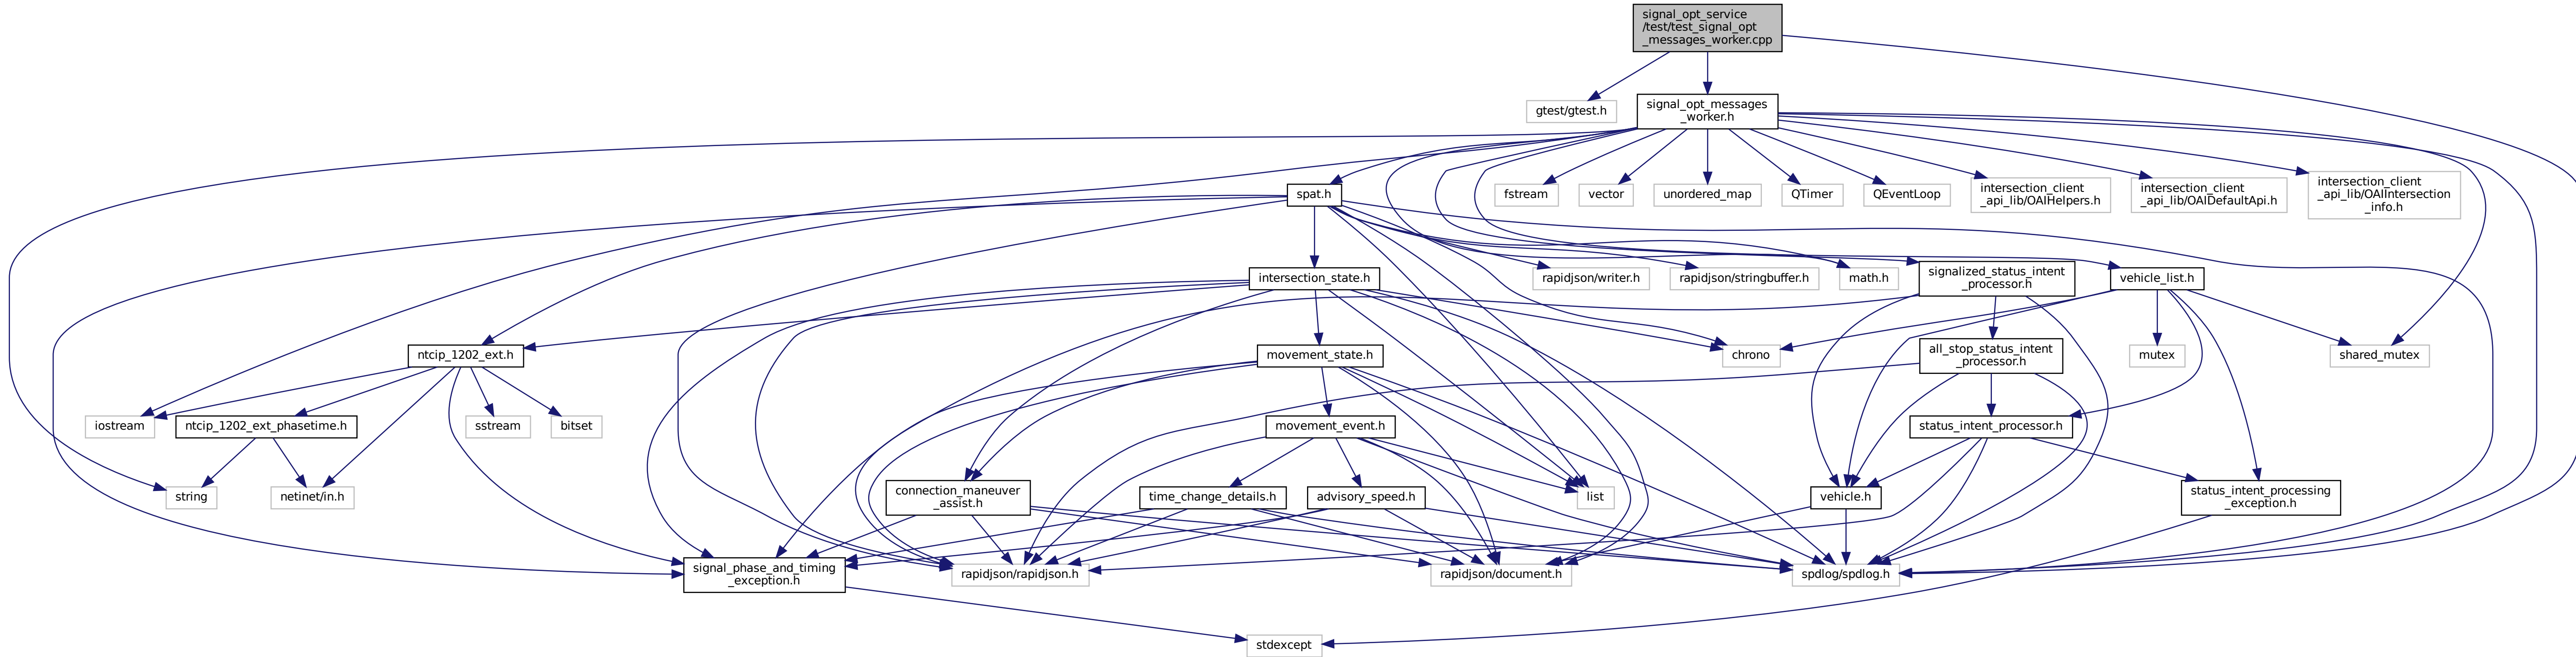 signal_opt_service
/test/test_signal_opt
_messages_worker.cpp
gtest/gtest.h
signal_opt_messages
_worker.h
spat.h
fstream
vector
unordered_map
QTimer
QEventLoop
intersection_client
_api_lib/OAIHelpers.h
intersection_client
_api_lib/OAIDefaultApi.h
intersection_client
_api_lib/OAIIntersection
_info.h
intersection_state.h
rapidjson/writer.h
rapidjson/stringbuffer.h
math.h
signalized_status_intent
_processor.h
vehicle_list.h
ntcip_1202_ext.h
movement_state.h
chrono
all_stop_status_intent
_processor.h
mutex
shared_mutex
iostream
ntcip_1202_ext_phasetime.h
sstream
bitset
movement_event.h
status_intent_processor.h
string
netinet/in.h
connection_maneuver
_assist.h
time_change_details.h
advisory_speed.h
list
vehicle.h
status_intent_processing
_exception.h
signal_phase_and_timing
_exception.h
rapidjson/rapidjson.h
rapidjson/document.h
spdlog/spdlog.h
stdexcept